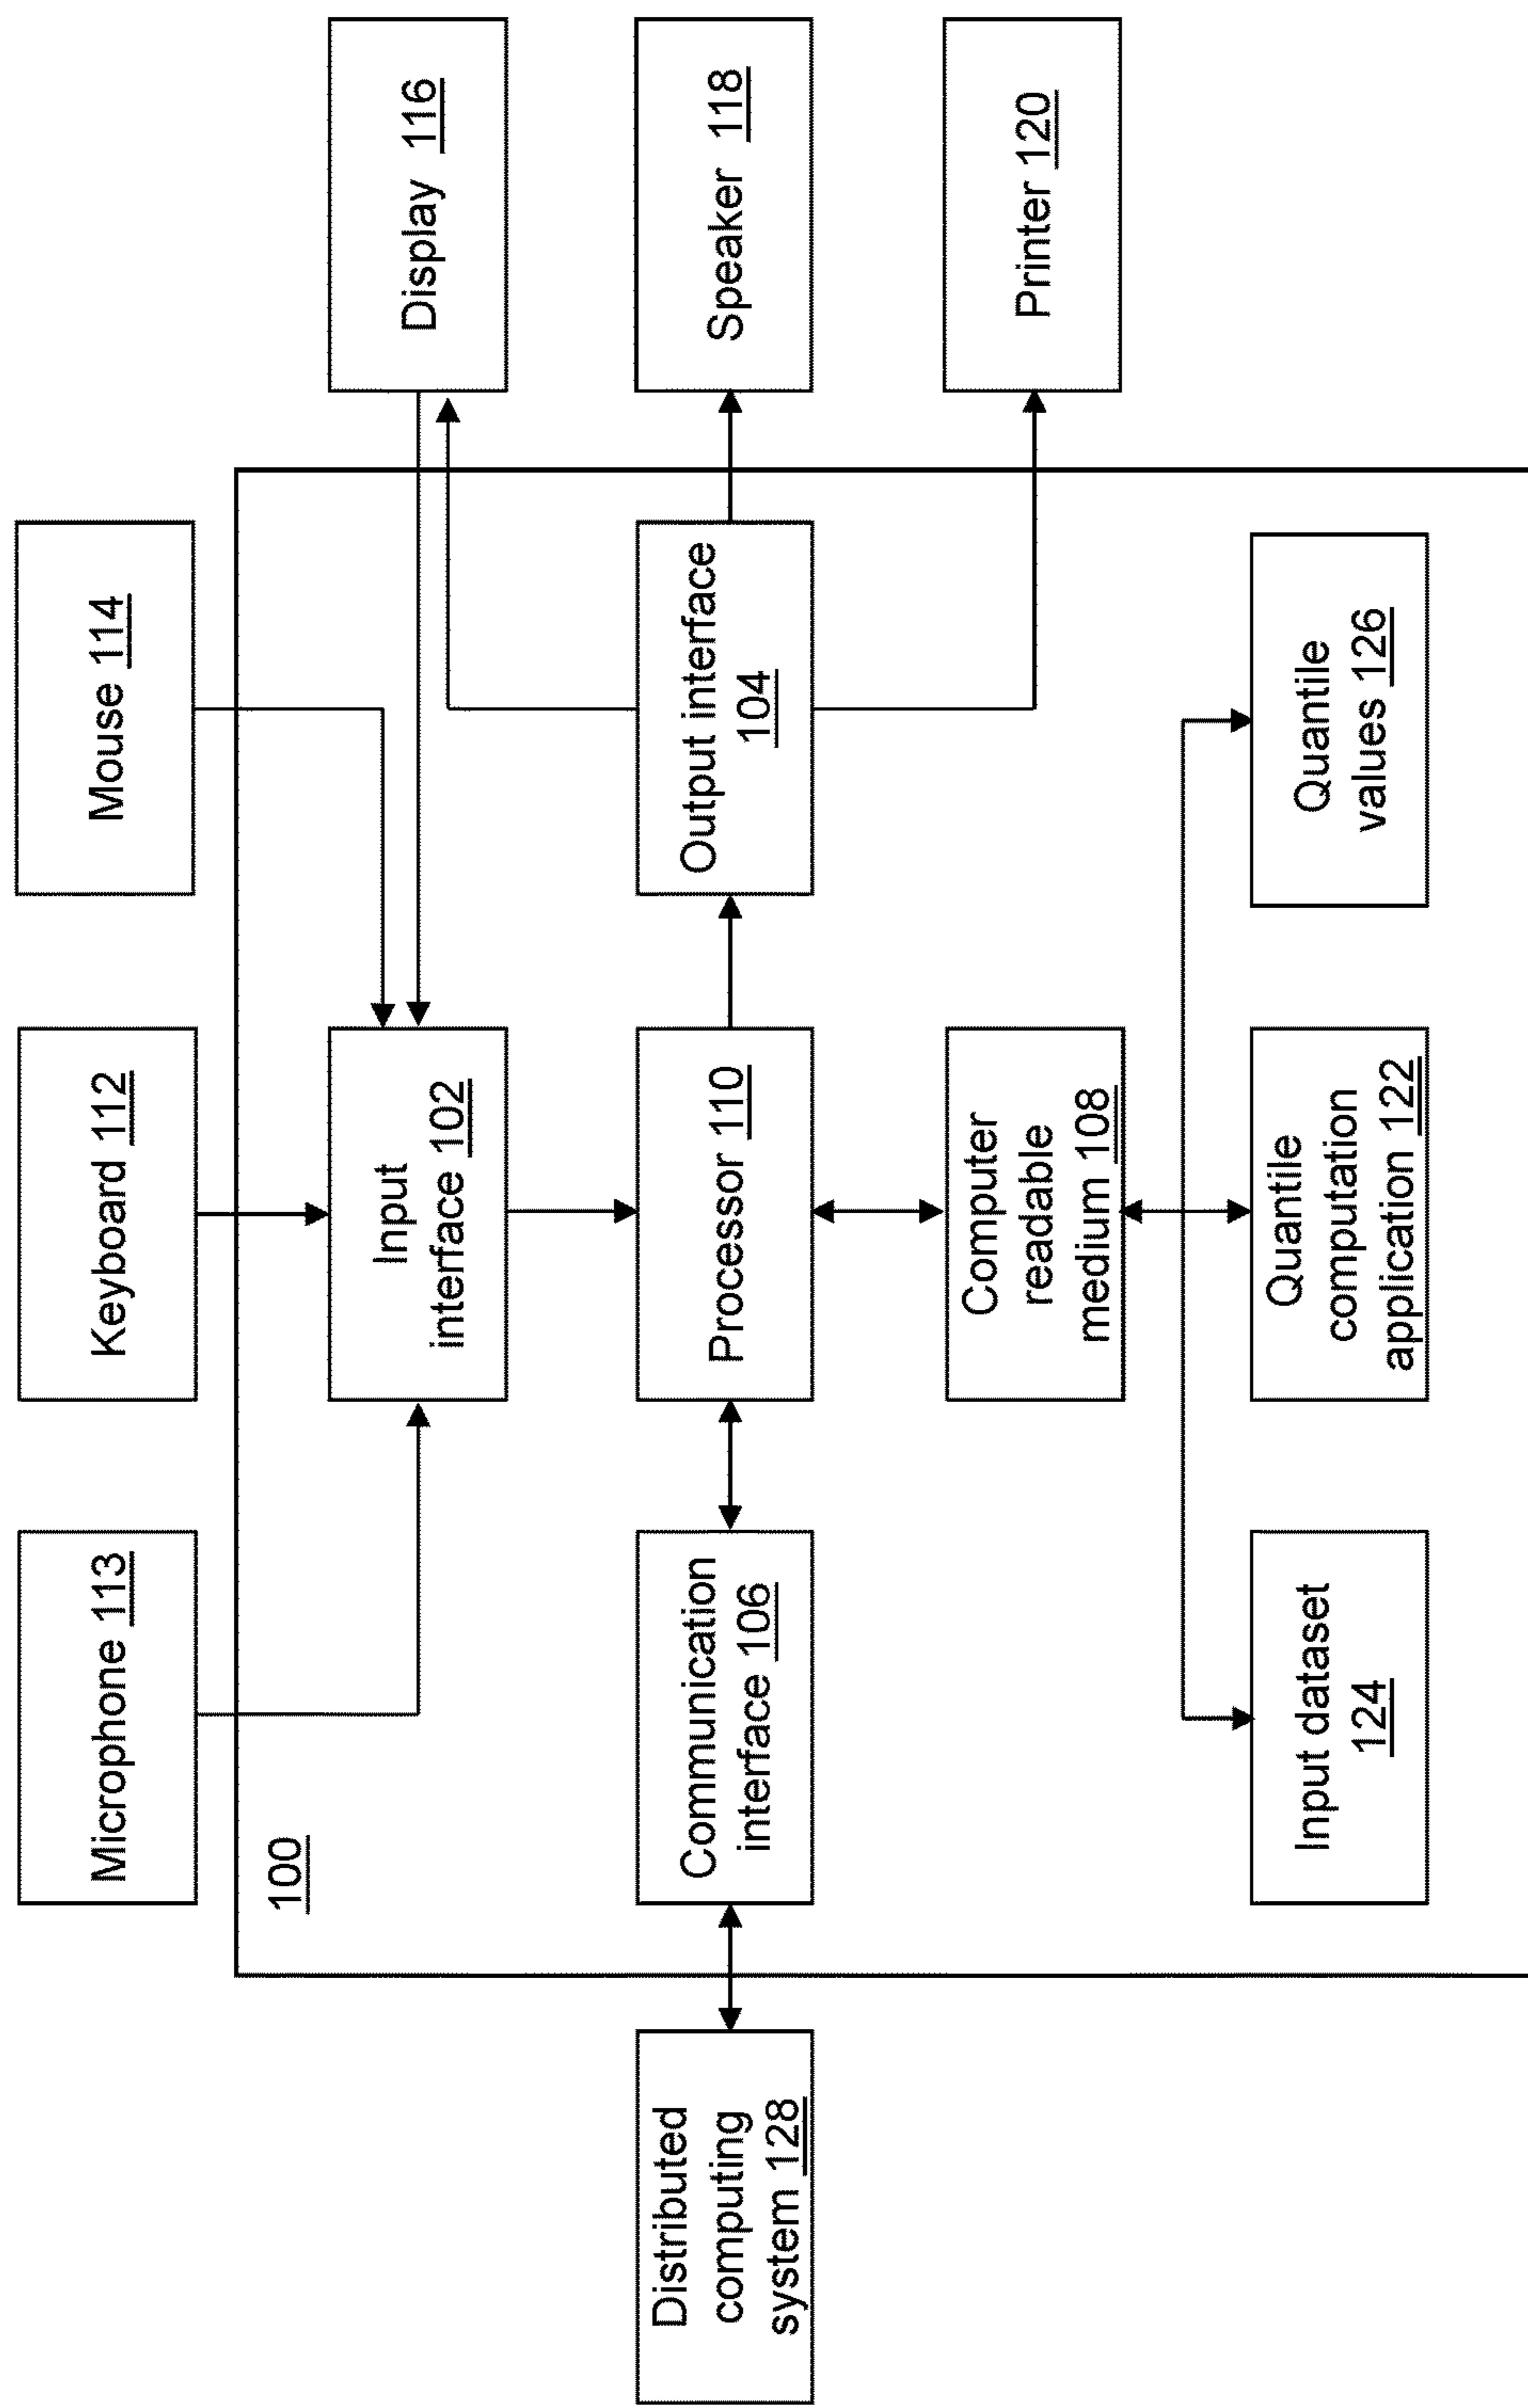 Microphone 113
Keyboard 112
Mouse 114
100
Input
interface 102
Display 116
Distributed
computing
system 128
Communication
interface 106
Processor 110
Output interface
104
Speaker 118
Computer
readable
medium 108
Printer 120
Input dataset
124
Quantile
computation
application 122
Quantile
values 126